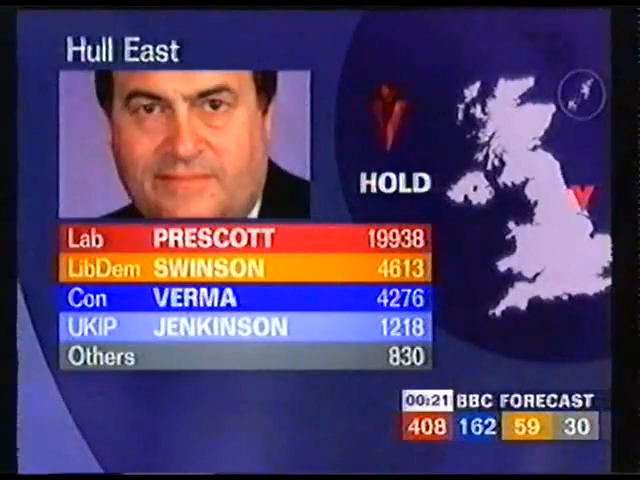 Hull East
HOLD
Lab PRESCOTT 19938
LibDem SWINSON 4613
Con VERMA 4276
UKIP JENKINSON 1218
Others 830
00:21 BBC FORECAST
408 162 59 30